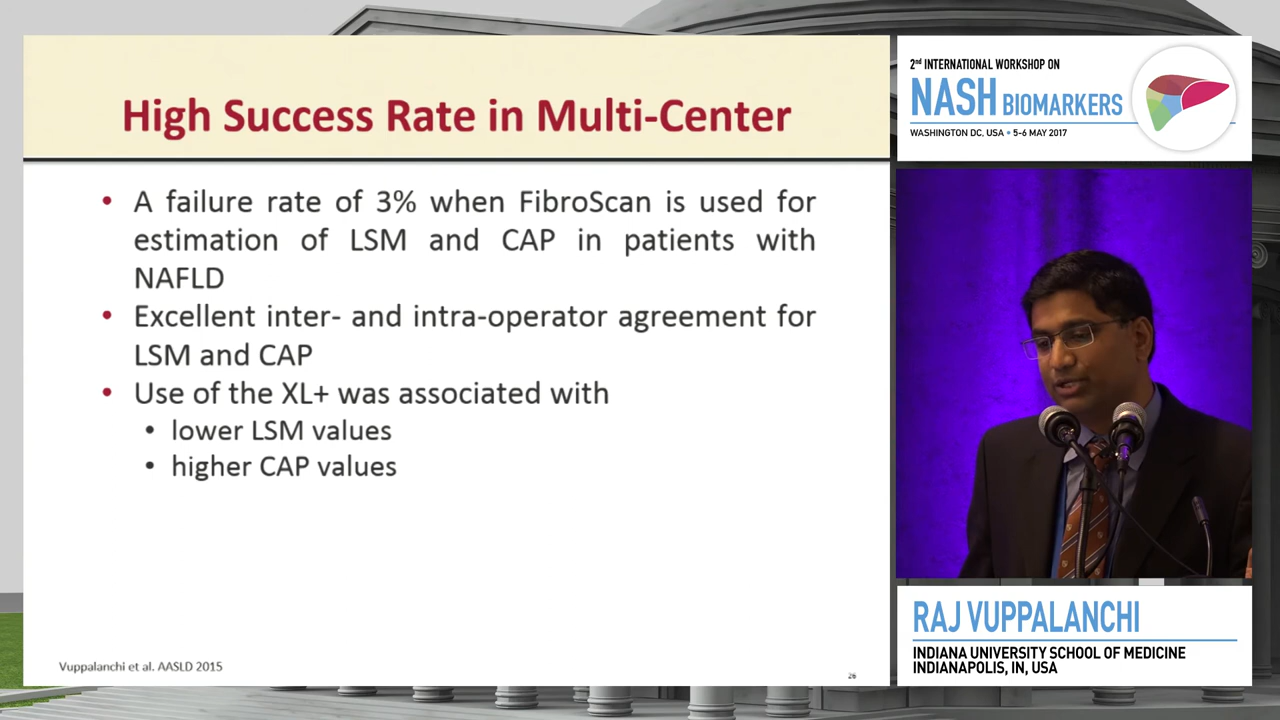 High Success Rate in Multi-Center
• A failure rate of 3% when FibroScan is used for
estimation of LSM and CAP in patients with
NAFLD
• Excellent inter- and intra-operator agreement for
LSM and CAP
• Use of the XL+ was associated with
• lower LSM values
• higher CAP values
Vuppalanchi et al. AASLD 2015
26
2nd INTERNATIONAL WORKSHOP ON
NASH BIOMARKERS
WASHINGTON DC, USA • 5-6 MAY 2017
RAJ VUPPALANCHI
INDIANA UNIVERSITY SCHOOL OF MEDICINE
INDIANAPOLIS, IN, USA